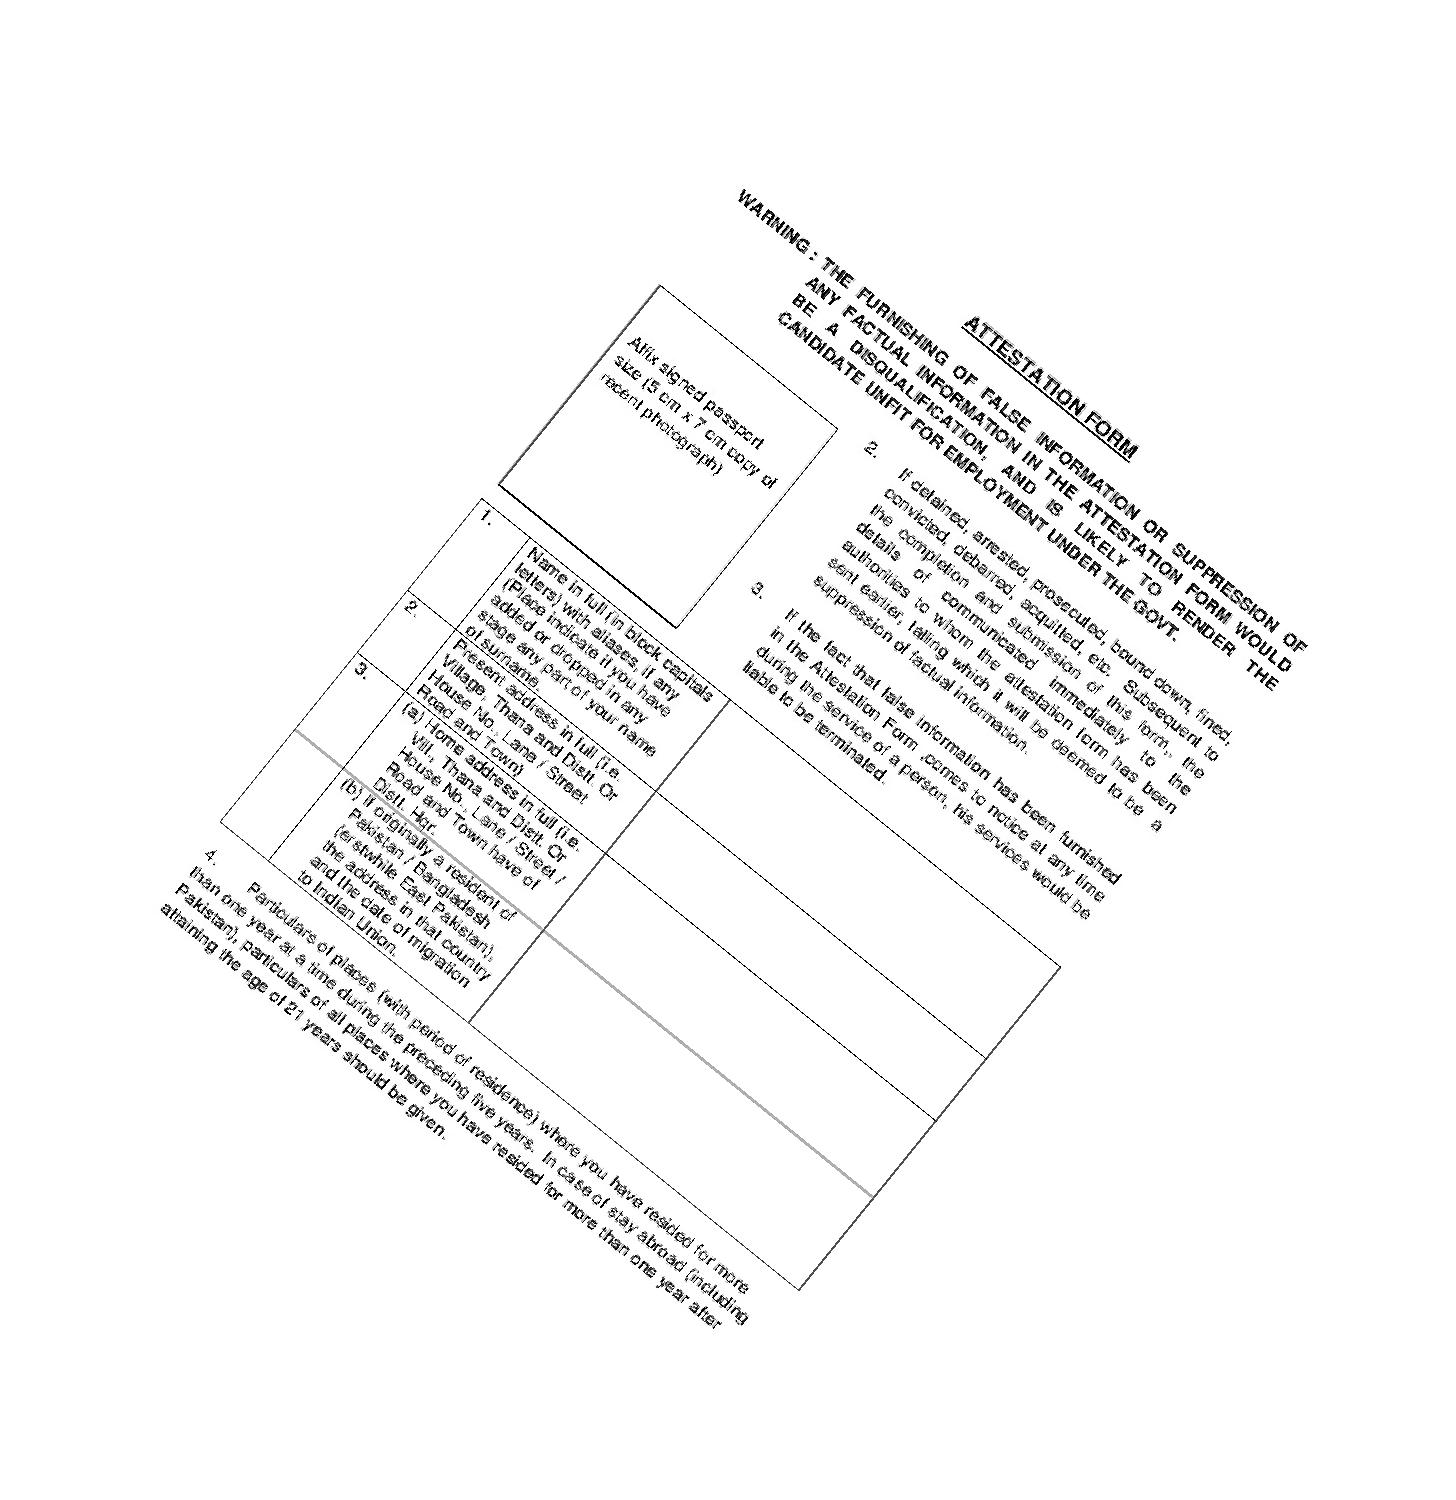 ATTESTATION FORM
WARNING : THE FURNISHING OF FALSE INFORMATION OR SUPPRESSION OF
ANY FACTUAL INFORMATION IN THE ATTESTATION FORM WOULD
BE A DISQUALIFICATION, AND IS LIKELY TO RENDER THE
CANDIDATE UNFIT FOR EMPLOYMENT UNDER THE GOVT.
2. If detained, arrested, prosecuted, bound down, fined,
convicted, debarred, acquitted, etc. Subsequent to
the completion and submission of this form,, the
details of communicated immediately to the
authorities to whom the attestation form has been
sent earlier, failing which it will be deemed to be a
suppression of factual information.
3. If the fact that false information has been furnished
in the Attestation Form ,comes to notice at any time
during the service of a person, his services would be
liable to be terminated.
Affix signed passport
size (5 cm x 7 cm copy of
recent photograph)
1. Name in full (in block capitals
letters) with aliases, if any
(Place indicate if you have
added or dropped in any
stage any part of your name
of surname.
2. Present address in full (i.e.
Village, Thana and Distt. Or
House No., Lane / Street
Road and Town)
3. (a) Home address in full (i.e.
Vill., Thana and Distt. Or
House No., Lane / Street /
Road and Town have of
Distt. Hqr.
(b) If originally a resident of
Pakistan / Bangladesh
(erstwhile East Pakistan),
the address in that country
and the date of migration
to Indian Union.
4. Particulars of places (with period of residence) where you have resided for more
than one year at a time during the preceding five years. In case of stay abroad (including
Pakistan), particulars of all places where you have resided for more than one year after
attaining the age of 21 years should be given.